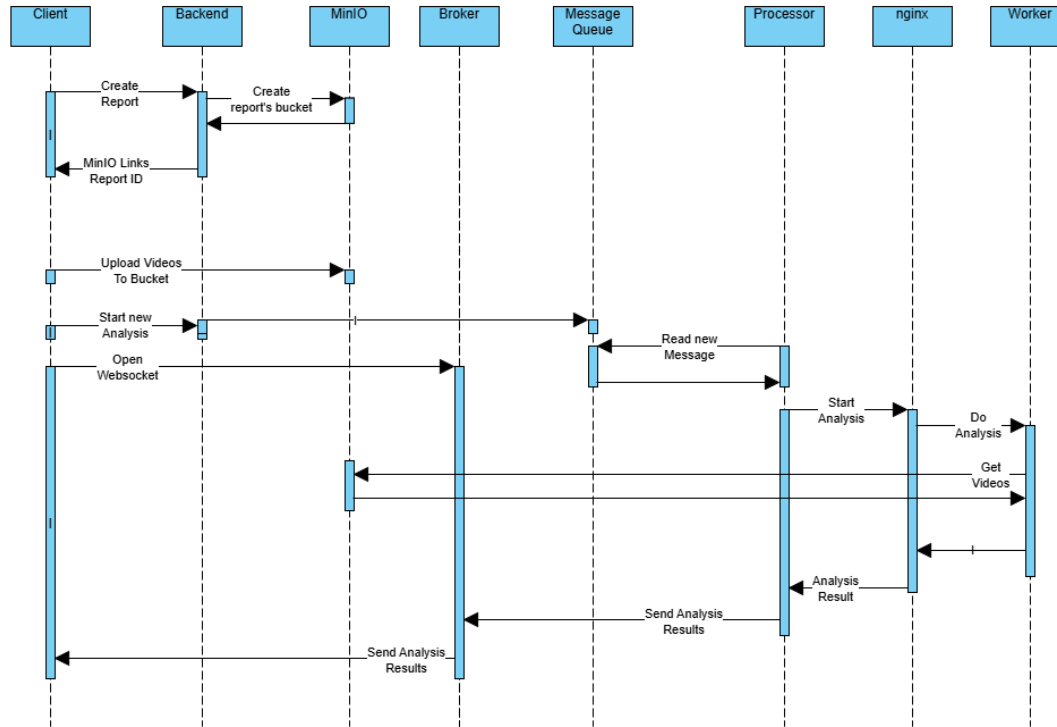 Client
Backend
MinIO
Broker
Message
Queue
Processor
nginx
Worker
Create
Report
Create
report's bucket
MinIO Links
Report ID
Upload Videos
To Bucket
Start new
Analysis
Read new
Message
Open
Websocket
Start
Analysis
Do
Analysis
Get
Videos
Analysis
Result
Send Analysis
Results
Send Analysis
Results